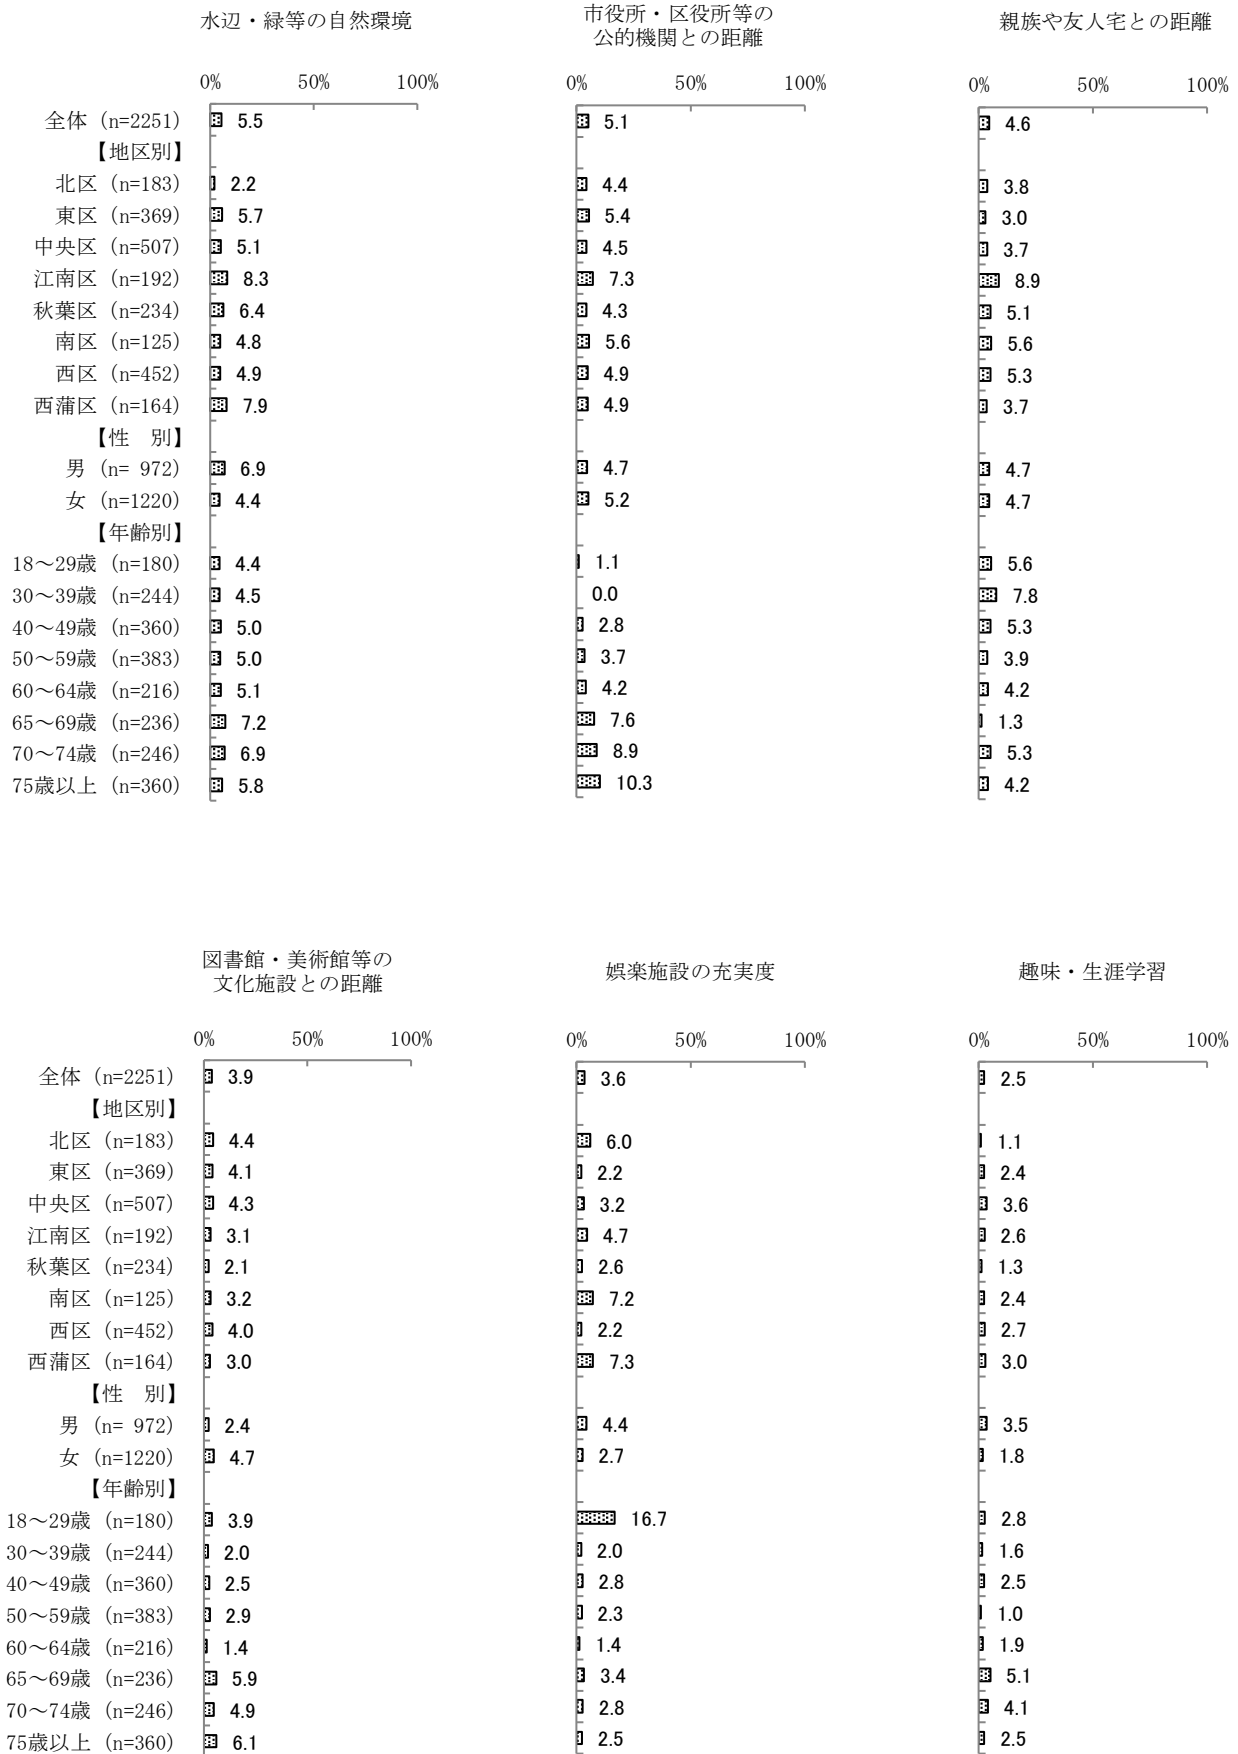 水辺・緑等の自然環境
市役所・区役所等の
公的機関との距離
親族や友人宅との距離
0% 50% 100% 0% 50% 100% 0% 50% 100%
全体 (n=2251) 5.5 5.1 4.6
【地区別】
北区 (n=183) 2.2 4.4 3.8
東区 (n=369) 5.7 5.4 3.0
中央区 (n=507) 5.1 4.5 3.7
江南区 (n=192) 8.3 7.3 8.9
秋葉区 (n=234) 6.4 4.3 5.1
南区 (n=125) 4.8 5.6 5.6
西区 (n=452) 4.9 4.9 5.3
西蒲区 (n=164) 7.9 4.9 3.7
【性　別】
男 (n= 972) 6.9 4.7 4.7
女 (n=1220) 4.4 5.2 4.7
【年齢別】
18～29歳 (n=180) 4.4 1.1 5.6
30～39歳 (n=244) 4.5 0.0 7.8
40～49歳 (n=360) 5.0 2.8 5.3
50～59歳 (n=383) 5.0 3.7 3.9
60～64歳 (n=216) 5.1 4.2 4.2
65～69歳 (n=236) 7.2 7.6 1.3
70～74歳 (n=246) 6.9 8.9 5.3
75歳以上 (n=360) 5.8 10.3 4.2
図書館・美術館等の
文化施設との距離
娯楽施設の充実度
趣味・生涯学習
0% 50% 100% 0% 50% 100% 0% 50% 100%
全体 (n=2251) 3.9 3.6 2.5
【地区別】
北区 (n=183) 4.4 6.0 1.1
東区 (n=369) 4.1 2.2 2.4
中央区 (n=507) 4.3 3.2 3.6
江南区 (n=192) 3.1 4.7 2.6
秋葉区 (n=234) 2.1 2.6 1.3
南区 (n=125) 3.2 7.2 2.4
西区 (n=452) 4.0 2.2 2.7
西蒲区 (n=164) 3.0 7.3 3.0
【性　別】
男 (n= 972) 2.4 4.4 3.5
女 (n=1220) 4.7 2.7 1.8
【年齢別】
18～29歳 (n=180) 3.9 16.7 2.8
30～39歳 (n=244) 2.0 2.0 1.6
40～49歳 (n=360) 2.5 2.8 2.5
50～59歳 (n=383) 2.9 2.3 1.0
60～64歳 (n=216) 1.4 1.4 1.9
65～69歳 (n=236) 5.9 3.4 5.1
70～74歳 (n=246) 4.9 2.8 4.1
75歳以上 (n=360) 6.1 2.5 2.5